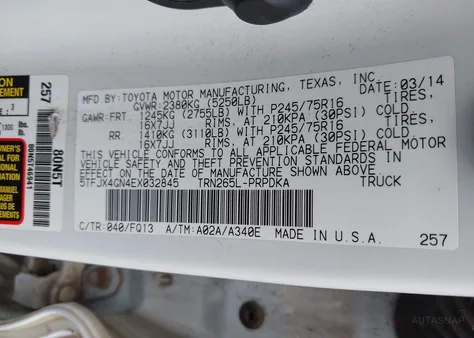 MFD.BY:TOYOTA MOTOR MANUFACTURING, TEXAS, INC.
GVWR:2380KG (5250LB) 03/14
GAWR:FRT: 1245KG (2755LB) WITH P245/75R16 TIRES,
16X7JJ RIMS, AT 210KPA (30PSI) COLD
RR: 1410KG (3110LB) WITH P245/75R16 TIRES,
16X7JJ RIMS, AT 210KPA (30PSI) COLD
THIS VEHICLE CONFORMS TO ALL APPLICABLE FEDERAL MOTOR
VEHICLE SAFETY AND THEFT PREVENTION STANDARDS IN
EFFECT ON THE DATE OF MANUFACTURE SHOWN ABOVE.
5TFJX4GN4EX032845 TRN265L-PRPDKA TRUCK
C/TR:040/FQ13 A/TM:A02A/A340E MADE IN U.S.A. 257
257 80N5T
80N5T46941
AUTASNAP